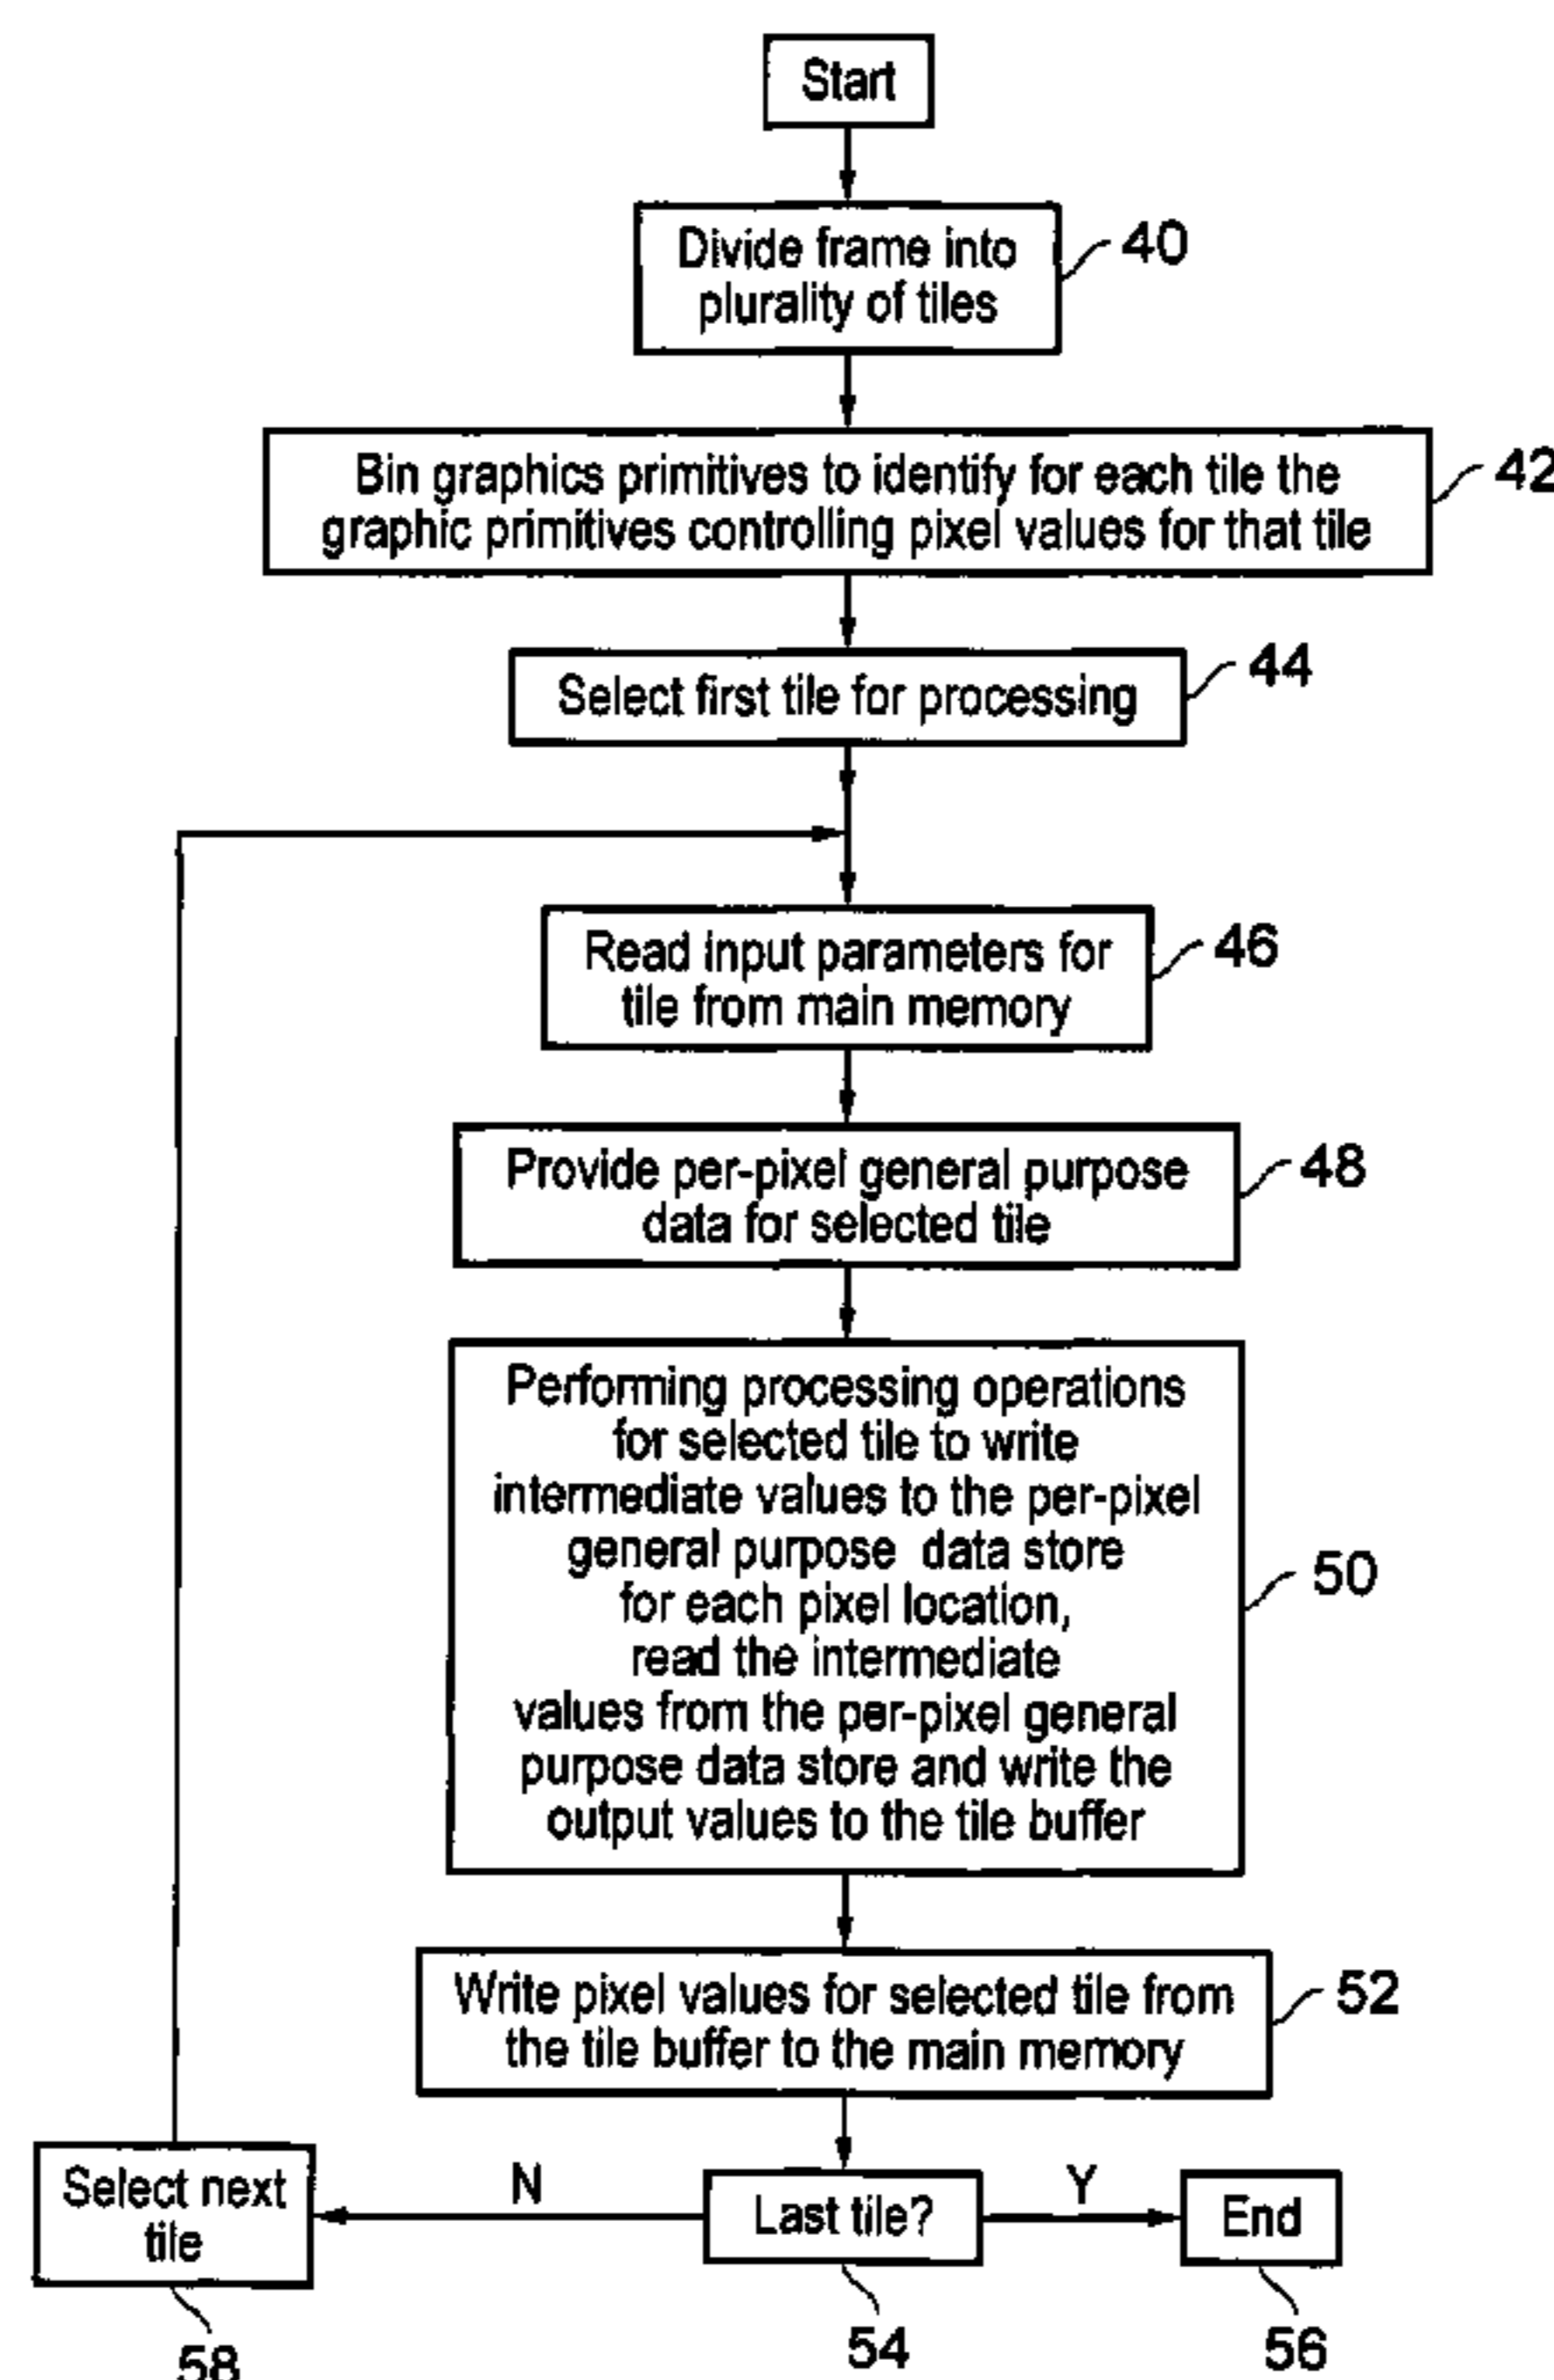 Start
Divide frame into
plurality of tiles
40
Bin graphics primitives to identify for each tile the
graphic primitives controlling pixel values for that tile
42
Select first tile for processing
44
Read input parameters for
tile from main memory
46
Provide per-pixel general purpose
data for selected tile
48
Performing processing operations
for selected tile to write
intermediate values to the per-pixel
general purpose data store
for each pixel location,
read the intermediate
values from the per-pixel general
purpose data store and write the
output values to the tile buffer
50
Write pixel values for selected tile from
the tile buffer to the main memory
52
Select next
tile
N
Last tile?
Y
End
58
54
56